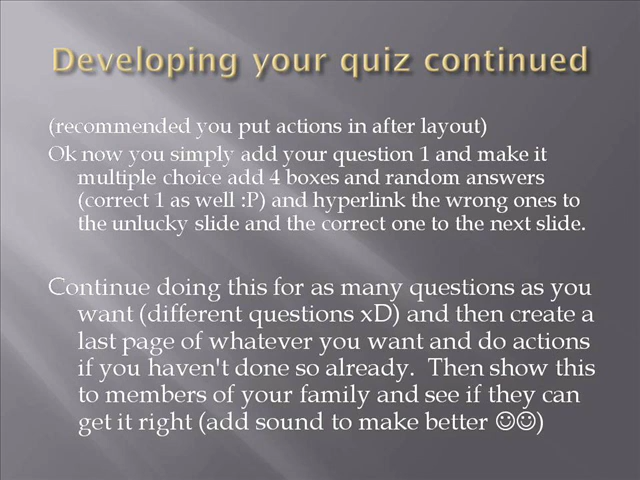 Developing your quiz continued
(recommended you put actions in after layout)
Ok now you simply add your question 1 and make it
multiple choice add 4 boxes and random answers
(correct 1 as well :P) and hyperlink the wrong ones to
the unlucky slide and the correct one to the next slide.
Continue doing this for as many questions as you
want (different questions xD) and then create a
last page of whatever you want and do actions
if you haven't done so already.  Then show this
to members of your family and see if they can
get it right (add sound to make better ☺☺)